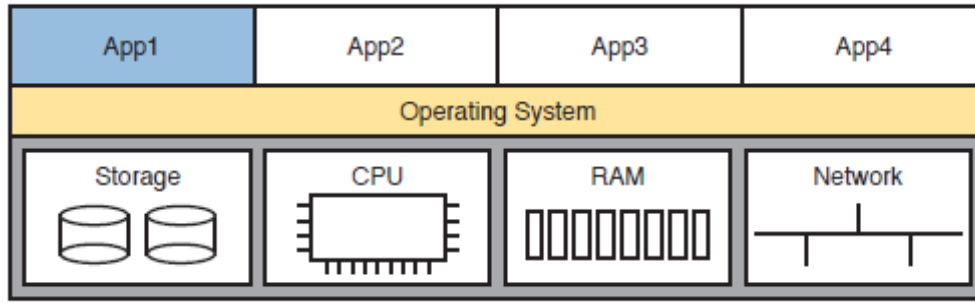 App1
App2
App3
App4
Operating System
Storage
CPU
RAM
Network